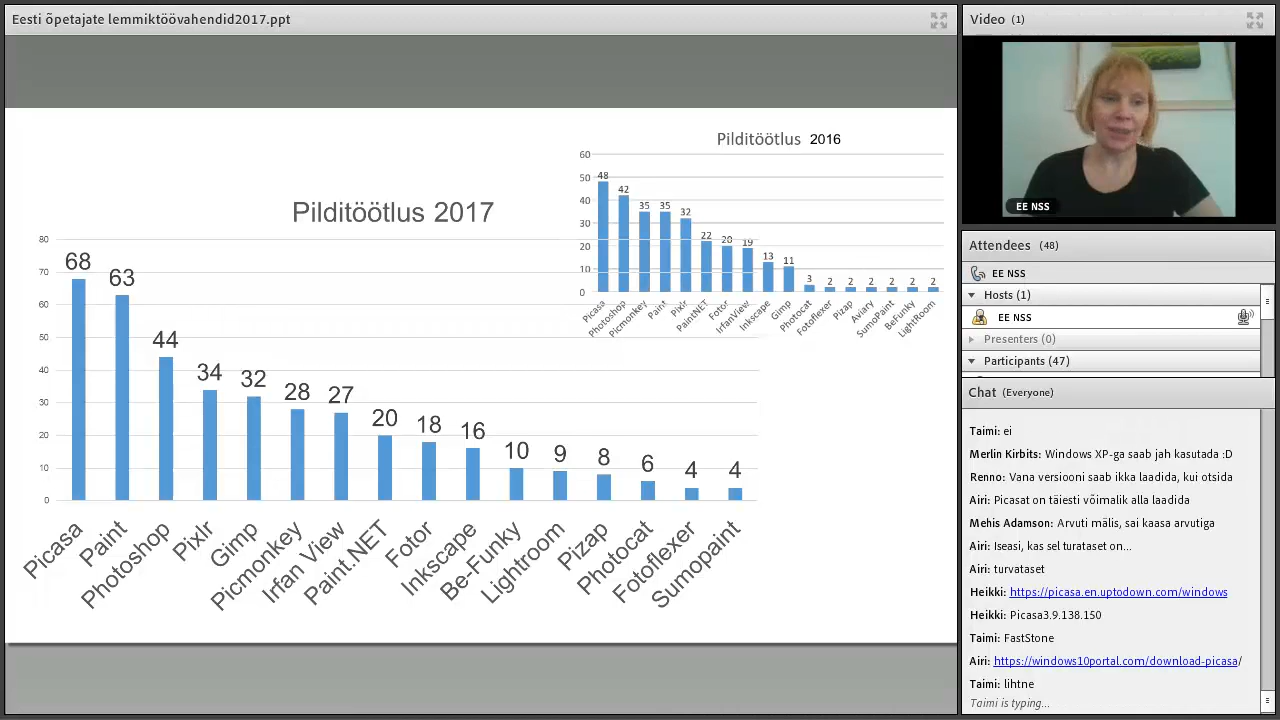 Eesti õpetajate lemmiktöövahendid2017.ppt
Pilditöötlus 2016
60
50
40
30
20
10
0
48
42
35
35
32
22
20
19
13
11
3
2
2
2
2
2
2
Picasa
Photoshop
Picmonkey
Paint
Pixlr
PaintNET
Fotor
IrfanView
Inkscape
Gimp
Photocat
Fotoflexer
Pizap
Aviary
SumoPaint
BeFunky
LightRoom
Pilditöötlus 2017
80
70
60
50
40
30
20
10
0
68
63
44
34
32
28
27
20
18
16
10
9
8
6
4
4
Picasa
Paint
Photoshop
Pixlr
Gimp
Picmonkey
Irfan View
Paint.NET
Fotor
Inkscape
Be-Funky
Lightroom
Pizap
Photocat
Fotoflexer
Sumopaint
Video (1)
EE NSS
Attendees (48)
EE NSS
Hosts (1)
EE NSS
Presenters (0)
Participants (47)
Chat (Everyone)
Taimi: ei
Merlin Kirbits: Windows XP-ga saab jah kasutada :D
Renno: Vana versiooni saab ikka laadida, kui otsida
Airi: Picasat on täiesti võimalik alla laadida
Mehis Adamson: Arvuti mälis, sai kaasa arvutiga
Airi: Iseasi, kas sel turataset on...
Airi: turvataset
Heikki: https://picasa.en.uptodown.com/windows
Heikki: Picasa3.9.138.150
Taimi: FastStone
Airi: https://windows10portal.com/download-picasa/
Taimi: lihtne
Taimi is typing...